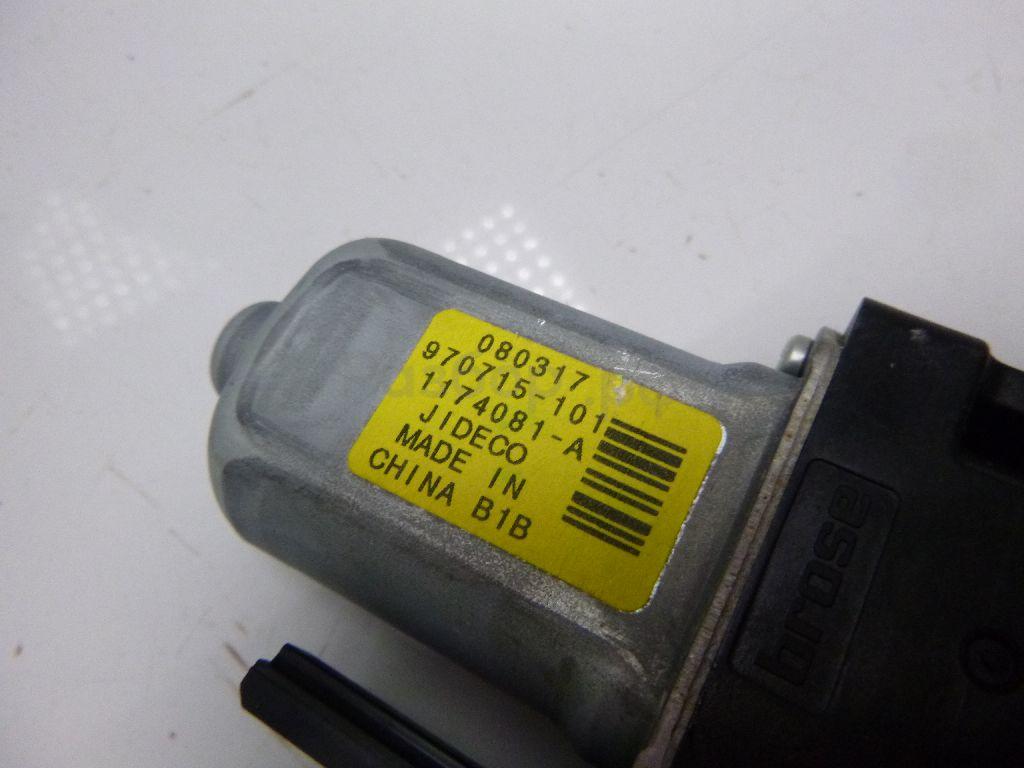 080317
970715-101
1174081-A
JIDECO
MADE IN
CHINA B1B
brose